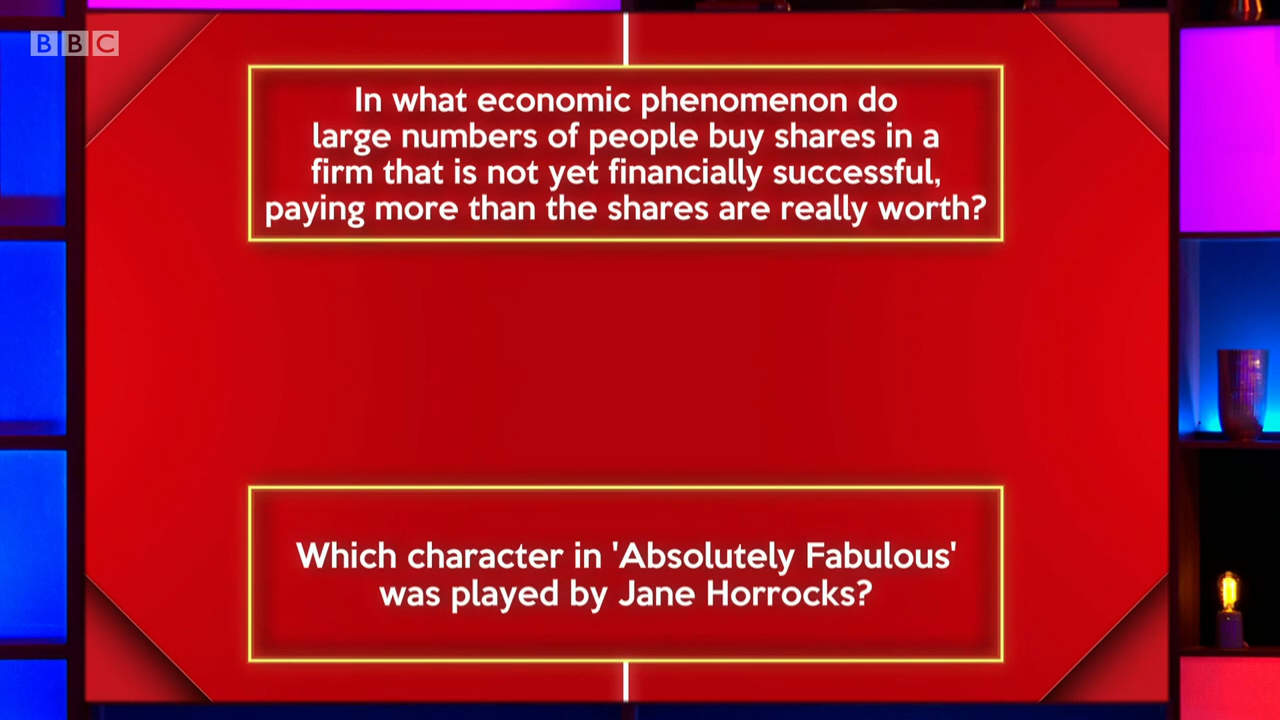 BBC
In what economic phenomenon do
large numbers of people buy shares in a
firm that is not yet financially successful,
paying more than the shares are really worth?
Which character in 'Absolutely Fabulous'
was played by Jane Horrocks?